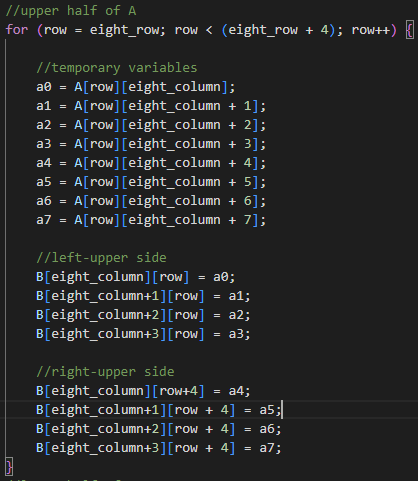 //upper half of A
for (row = eight_row; row < (eight_row + 4); row++) {
//temporary variables
a0 = A[row][eight_column];
a1 = A[row][eight_column + 1];
a2 = A[row][eight_column + 2];
a3 = A[row][eight_column + 3];
a4 = A[row][eight_column + 4];
a5 = A[row][eight_column + 5];
a6 = A[row][eight_column + 6];
a7 = A[row][eight_column + 7];
//left-upper side
B[eight_column][row] = a0;
B[eight_column+1][row] = a1;
B[eight_column+2][row] = a2;
B[eight_column+3][row] = a3;
//right-upper side
B[eight_column][row+4] = a4;
B[eight_column+1][row + 4] = a5;
B[eight_column+2][row + 4] = a6;
B[eight_column+3][row + 4] = a7;
}